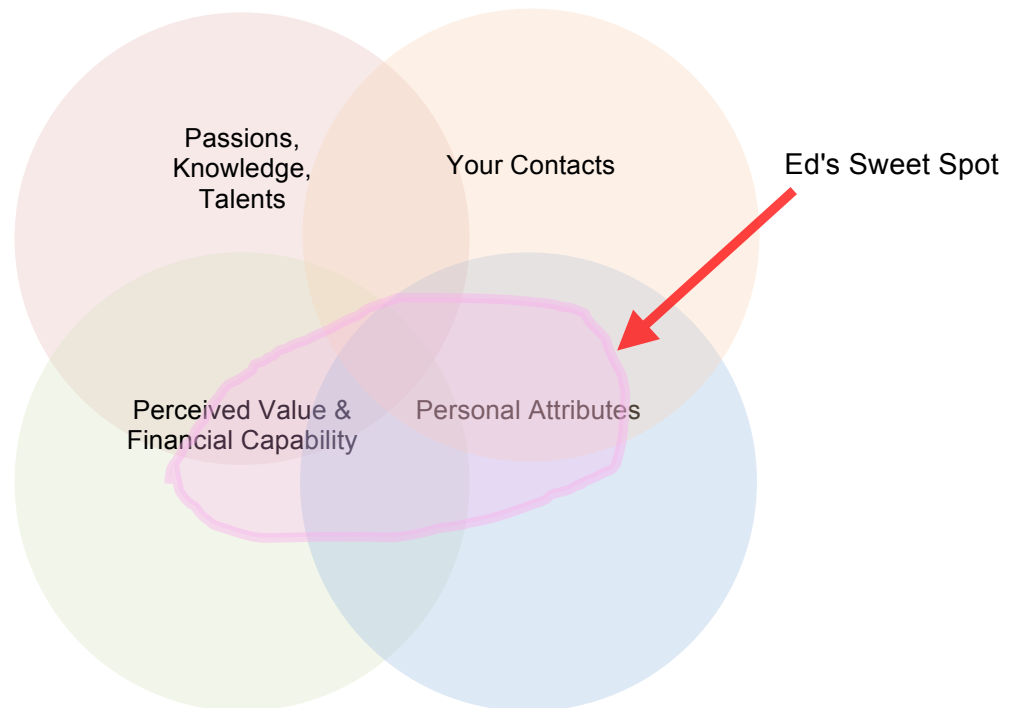 Passions,
Knowledge,
Talents
Your Contacts
Ed's Sweet Spot
Perceived Value &
Financial Capability
Personal Attributes